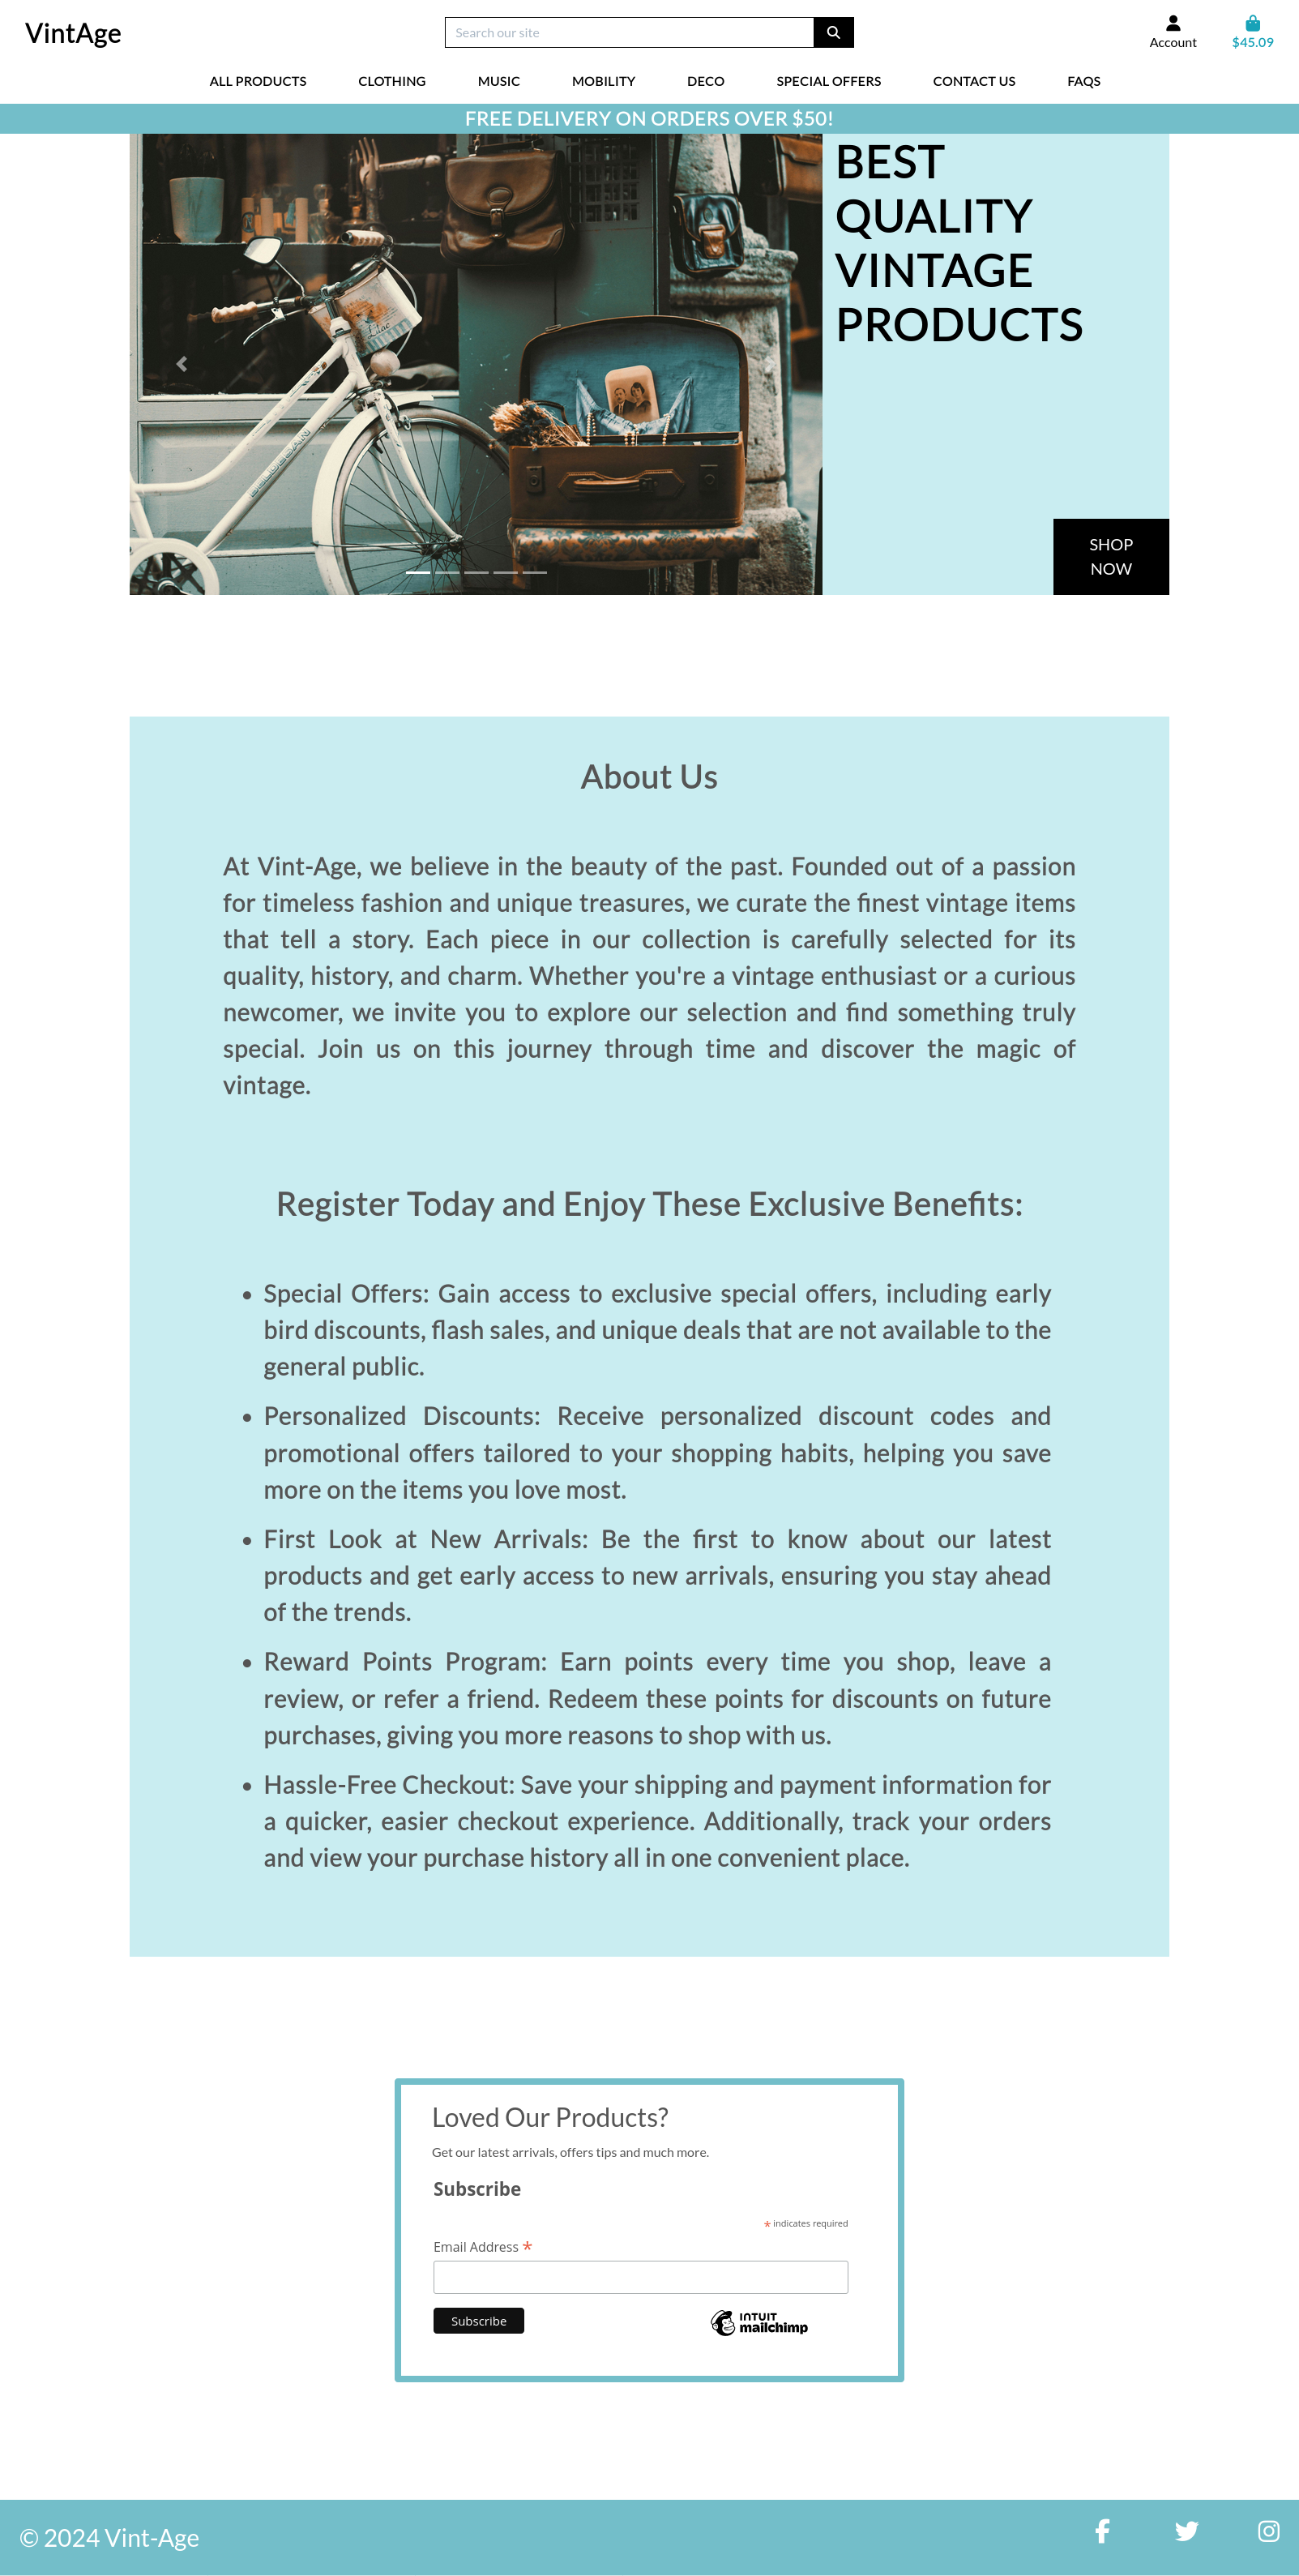 VintAge
Search our site
Account
$45.09
ALL PRODUCTS
CLOTHING
MUSIC
MOBILITY
DECO
SPECIAL OFFERS
CONTACT US
FAQS
FREE DELIVERY ON ORDERS OVER $50!
Lilac
BEST
QUALITY
VINTAGE
PRODUCTS
SHOP
NOW
About Us
At Vint-Age, we believe in the beauty of the past. Founded out of a passion
for timeless fashion and unique treasures, we curate the finest vintage items
that tell a story. Each piece in our collection is carefully selected for its
quality, history, and charm. Whether you're a vintage enthusiast or a curious
newcomer, we invite you to explore our selection and find something truly
special. Join us on this journey through time and discover the magic of
vintage.
Register Today and Enjoy These Exclusive Benefits:
• Special Offers: Gain access to exclusive special offers, including early
bird discounts, flash sales, and unique deals that are not available to the
general public.
• Personalized Discounts: Receive personalized discount codes and
promotional offers tailored to your shopping habits, helping you save
more on the items you love most.
• First Look at New Arrivals: Be the first to know about our latest
products and get early access to new arrivals, ensuring you stay ahead
of the trends.
• Reward Points Program: Earn points every time you shop, leave a
review, or refer a friend. Redeem these points for discounts on future
purchases, giving you more reasons to shop with us.
• Hassle-Free Checkout: Save your shipping and payment information for
a quicker, easier checkout experience. Additionally, track your orders
and view your purchase history all in one convenient place.
Loved Our Products?
Get our latest arrivals, offers tips and much more.
Subscribe
* indicates required
Email Address *
Subscribe
INTUIT
mailchimp
© 2024 Vint-Age